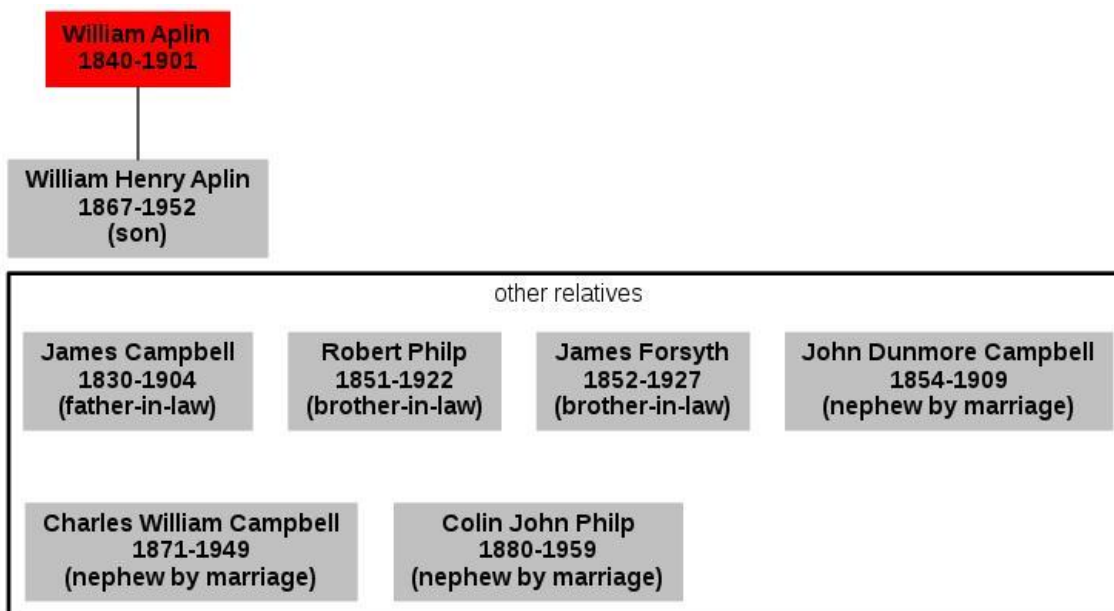 William Aplin
1840-1901
William Henry Aplin
1867-1952
(son)
other relatives
James Campbell
1830-1904
(father-in-law)
Robert Philp
1851-1922
(brother-in-law)
James Forsyth
1852-1927
(brother-in-law)
John Dunmore Campbell
1854-1909
(nephew by marriage)
Charles William Campbell
1871-1949
(nephew by marriage)
Colin John Philp
1880-1959
(nephew by marriage)